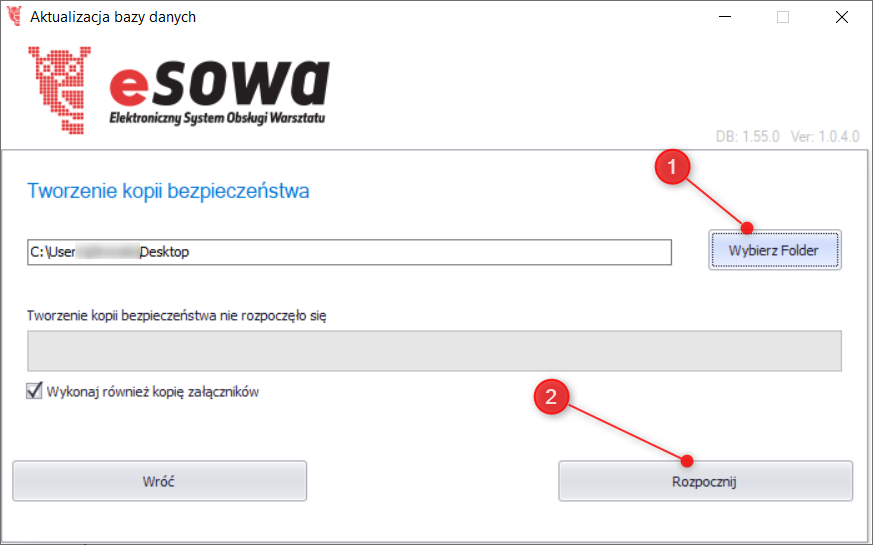 Aktualizacja bazy danych
esowa
Elektroniczny System Obsługi Warsztatu
DB: 1.55.0 Ver: 1.0.4.0
1
Tworzenie kopii bezpieczeństwa
C:\User Desktop
Wybierz Folder
Tworzenie kopii bezpieczeństwa nie rozpoczęło się
Wykonaj również kopię załączników
2
Wróć
Rozpocznij